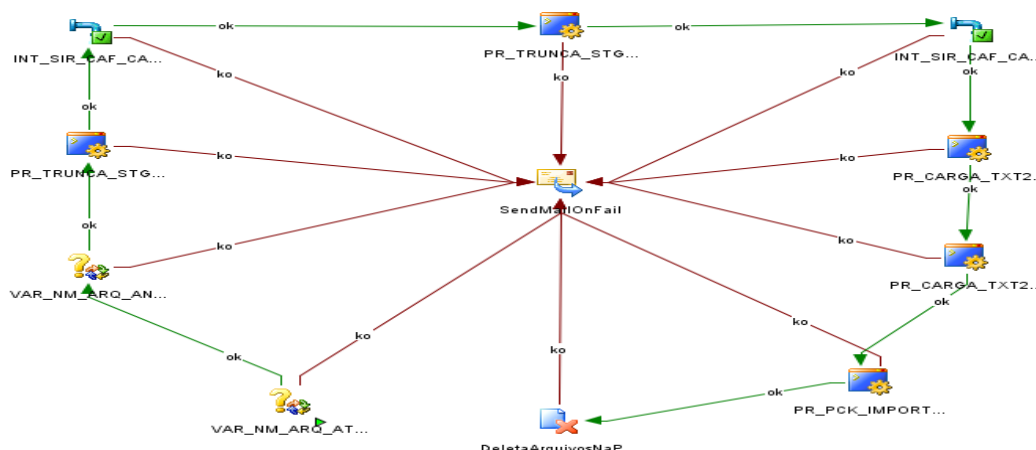 ok
ok
PR_TRUNCA_STG...
INT_SIR_CAF_CA...
INT_SIR_CAF_CA...
ko
ko
ko
ok
ok
ko
ko
PR_TRUNCA_STG...
PR_CARGA_TXT2...
ok
SendMailOnFail
ok
ko
ko
VAR_NM_ARQ_AN...
PR_CARGA_TXT2...
ok
ko
ko
ko
ok
ok
PR_PCK_IMPORT...
VAR_NM_ARQ_AT...
DeletaArquivosNaP...